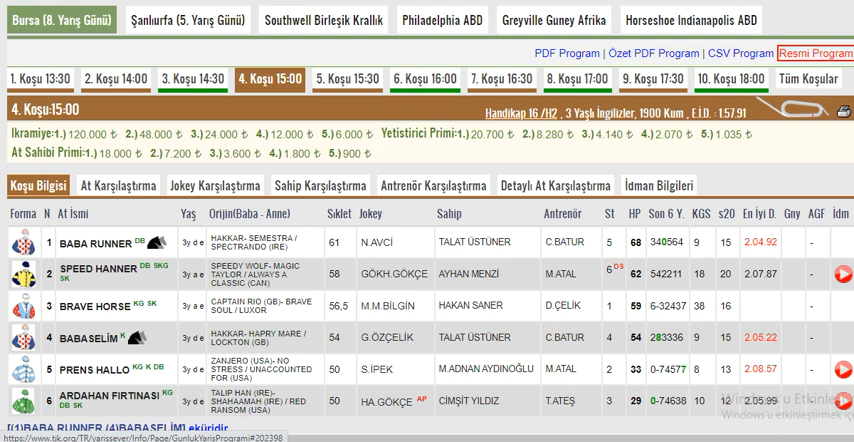 Bursa (8. Yarış Günü) Şanlıurfa (5. Yarış Günü) Southwell Birleşik Krallık Philadelphia ABD Greyville Guney Afrika Horseshoe Indianapolis ABD
PDF Program | Özet PDF Program | CSV Program Resmi Program
1. Koşu 13:30 2. Koşu 14:00 3. Koşu 14:30 4. Koşu 15:00 5. Koşu 15:30 6. Koşu 16:00 7. Koşu 16:30 8. Koşu 17:00 9. Koşu 17:30 10. Koşu 18:00 Tüm Koşular
4. Koşu:15:00 Handikap 16 /H2 , 3 Yaşlı İngilizler, 1900 Kum , E.İ.D. : 1.57.91
Ikramiye:1.) 120.000 ₺ 2.) 48.000 ₺ 3.) 24.000 ₺ 4.) 12.000 ₺ 5.) 6.000 ₺ Yetistirici Primi:1.) 20.700 ₺ 2.) 8.280 ₺ 3.) 4.140 ₺ 4.) 2.070 ₺ 5.) 1.035 ₺
At Sahibi Primi:1.) 18.000 ₺ 2.) 7.200 ₺ 3.) 3.600 ₺ 4.) 1.800 ₺ 5.) 900 ₺
Koşu Bilgisi At Karşılaştırma Jokey Karşılaştırma Sahip Karşılaştırma Antrenör Karşılaştırma Detaylı At Karşılaştırma İdman Bilgileri
Forma N At İsmi Yaş Orijin(Baba - Anne) Sıklet Jokey Sahip Antrenör St HP Son 6 Y. KGS s20 En İyi D. Gny AGF İdm
1 BABA RUNNER DB 3y d e HAKKAR- SEMESTRA / SPECTRANDO (IRE) 61 N.AVCİ TALAT ÜSTÜNER C.BATUR 5 68 340564 9 15 2.04.92 -
2 SPEED HANNER DB SKG SK 3y a e SPEEDY WOLF- MAGIC TAYLOR / ALWAYS A CLASSIC (CAN) 58 GÖKH.GÖKÇE AYHAN MENZİ M.ATAL 6 DS 62 542211 18 20 2.07.87 -
3 BRAVE HORSE KG SK 3y a e CAPTAIN RIO (GB)- BRAVE SOUL / LUXOR 56,5 M.M.BİLGİN HAKAN SANER D.ÇELİK 1 59 6-32437 38 16 -
4 BABASELİM K 3y d e HAKKAR- HAPRY MARE / LOCKTON (GB) 54 G.ÖZÇELİK TALAT ÜSTÜNER C.BATUR 4 54 283336 9 15 2.05.22 -
5 PRENS HALLO KG K DB 3y d e ZANJERO (USA)- NO STRESS / UNACCOUNTED FOR (USA) 50 S.İPEK M.ADNAN AYDINOĞLU M.ATAL 2 33 0-74577 8 13 2.08.57 -
6 ARDAHAN FIRTINASI KG DB SK 3y a e TALIP HAN (IRE)- SHAHAAMAH (IRE) / RED RANSOM (USA) 50 HA.GÖKÇE AP CİMŞİT YILDIZ T.ATEŞ 3 29 0-74638 10 12 2.05.99 -
Windows'u Etkinleş
Windows'u etkinleştirmek iç
[(1)BABA RUNNER (4)BABASELİM] eküridir
https://www.tjk.org/TR/yarissever/Info/Page/GunlukYarisProgrami#202398